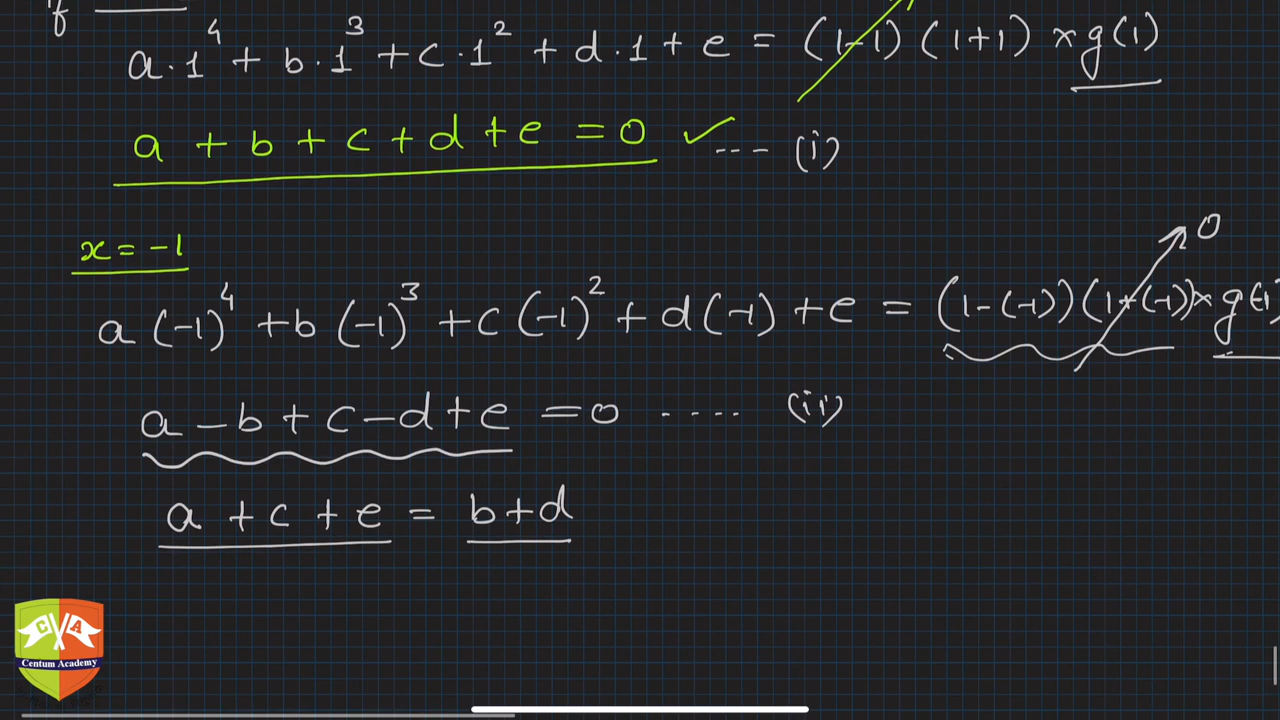 a·1⁴ + b·1³ + c·1² + d·1 + e = (1-1)(1+1) × g(1)
a + b + c + d + e = 0 ✓ --- (i)
x = -1
0
a(-1)⁴ + b(-1)³ + c(-1)² + d(-1) + e = (1-(-1))(1+(-1)) × g(-1)
a - b + c - d + e = 0 ···· (ii)
a + c + e = b + d
C A
Centum Academy